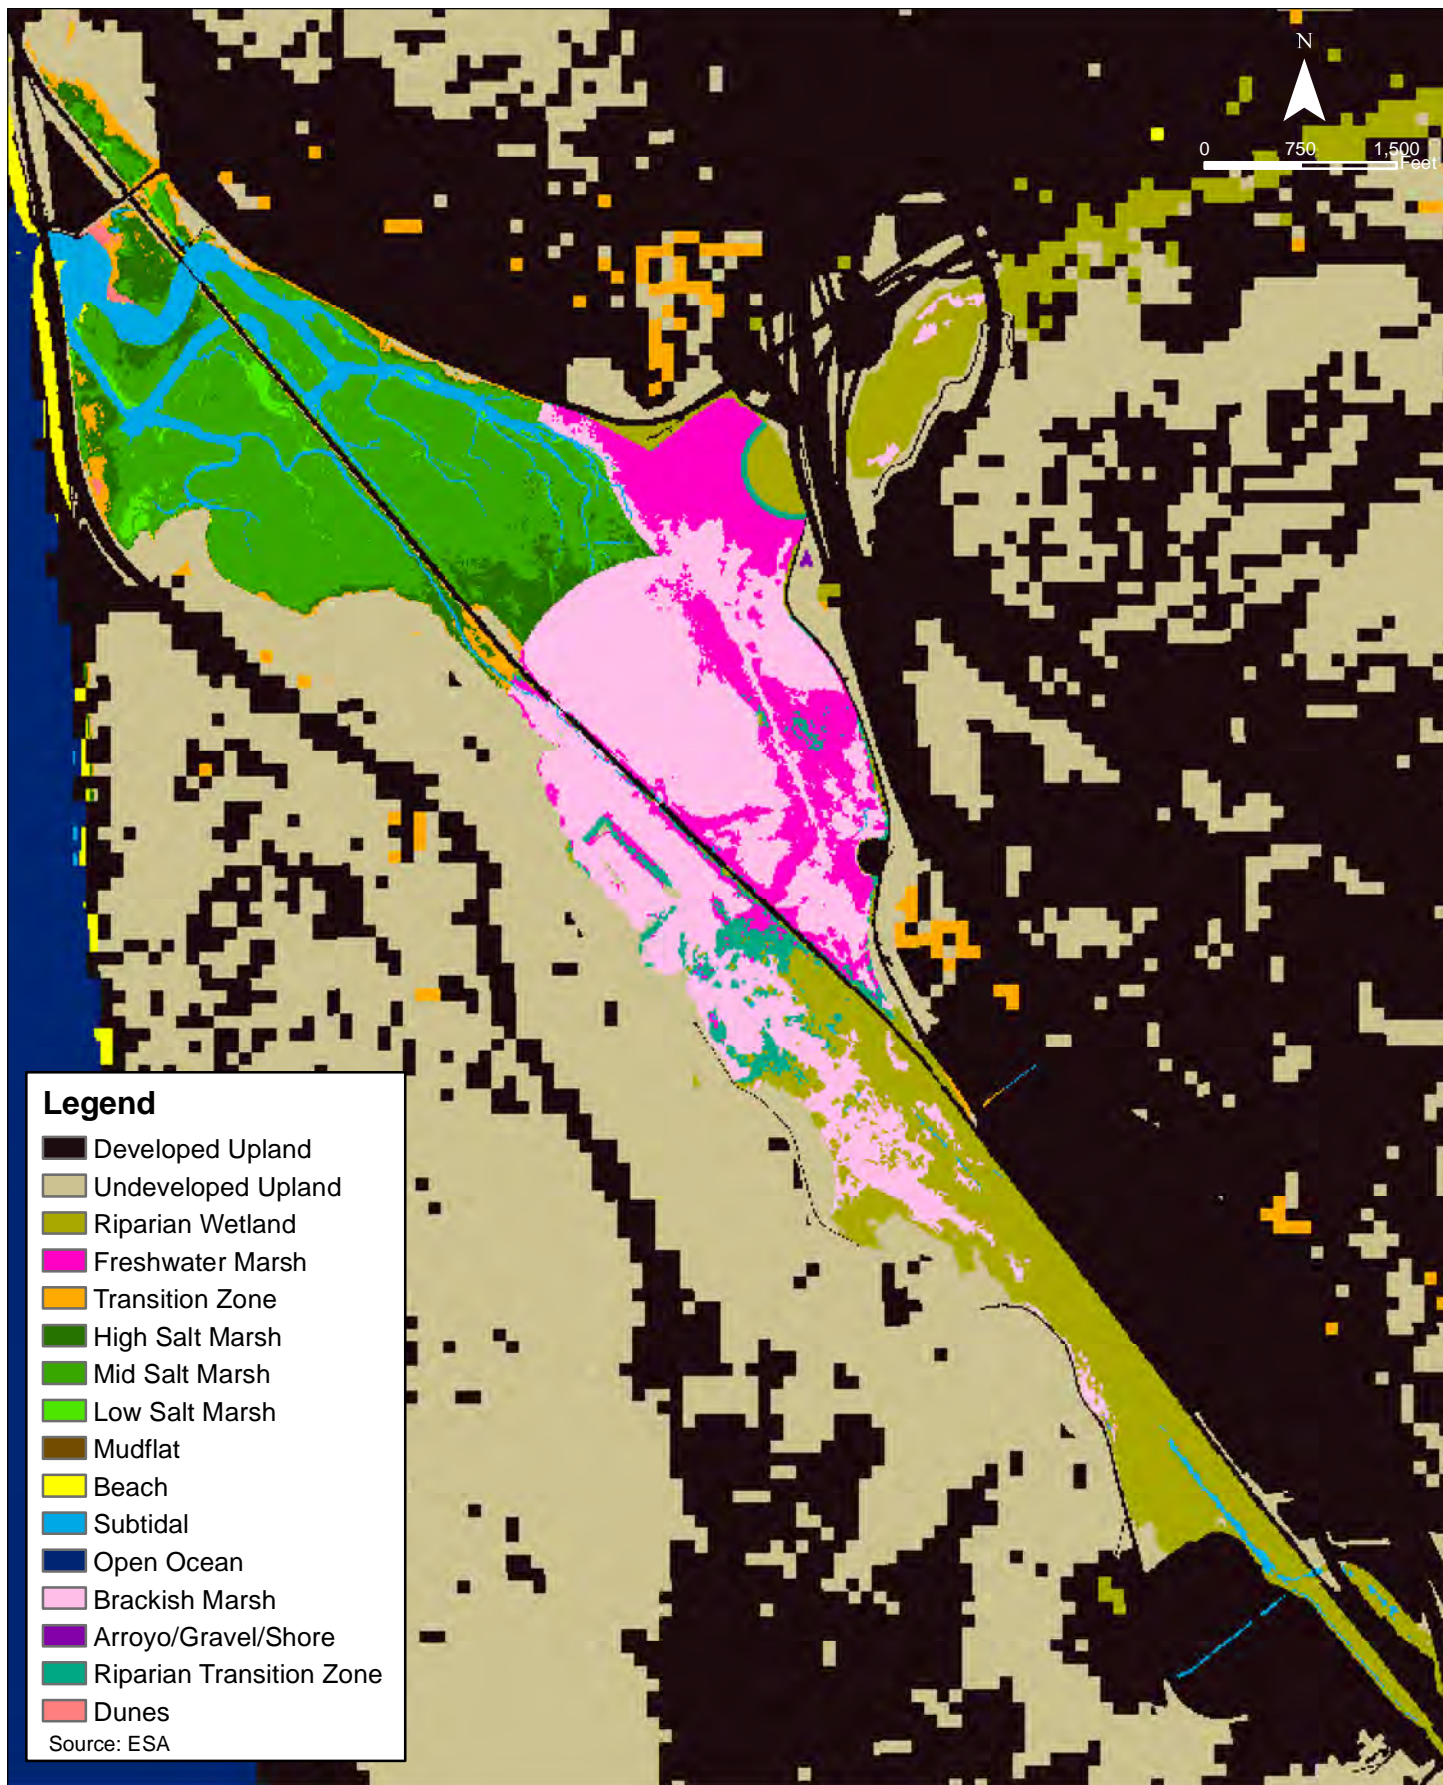 N
0 750 1,500
Feet
Legend
Developed Upland
Undeveloped Upland
Riparian Wetland
Freshwater Marsh
Transition Zone
High Salt Marsh
Mid Salt Marsh
Low Salt Marsh
Mudflat
Beach
Subtidal
Open Ocean
Brackish Marsh
Arroyo/Gravel/Shore
Riparian Transition Zone
Dunes
Source: ESA